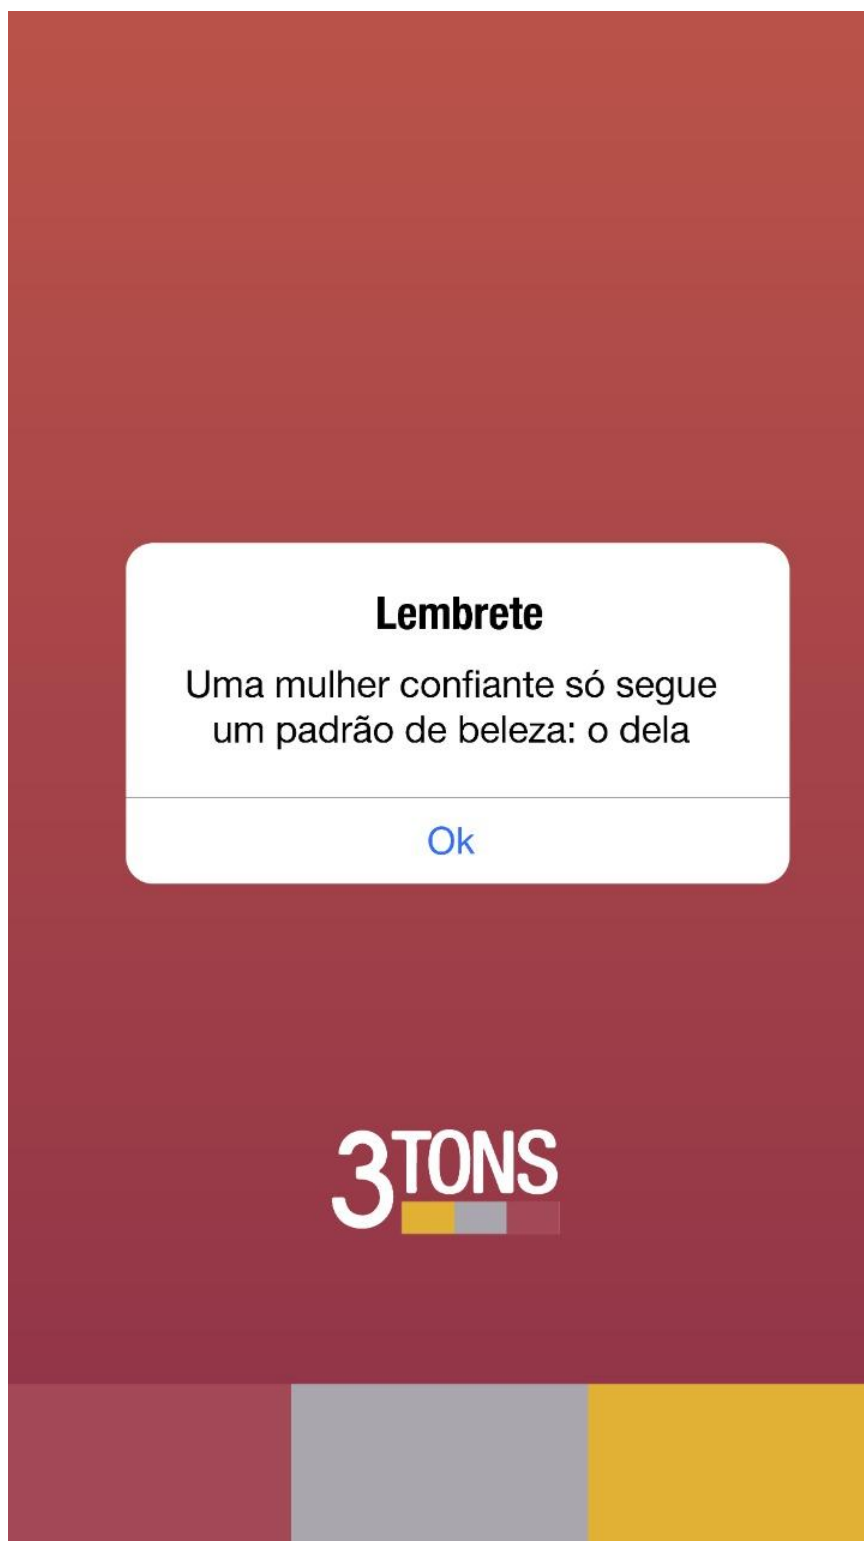 Lembrete
Uma mulher confiante só segue
um padrão de beleza: o dela
Ok
3TONS